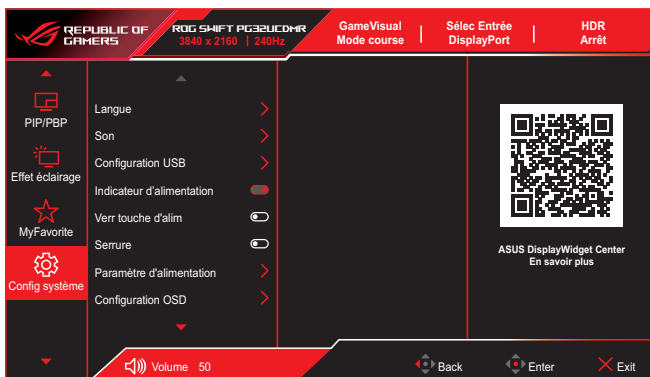 REPUBLIC OF
GAMERS
ROG SWIFT PG32UCDMR
3840 x 2160 | 240Hz
GameVisual
Mode course
Sélec Entrée
DisplayPort
HDR
Arrêt
PIP/PBP
Effet éclairage
MyFavorite
Config système
Langue
Son
Configuration USB
Indicateur d'alimentation
Verr touche d'alim
Serrure
Paramètre d'alimentation
Configuration OSD
ASUS DisplayWidget Center
En savoir plus
Volume 50
Back
Enter
Exit